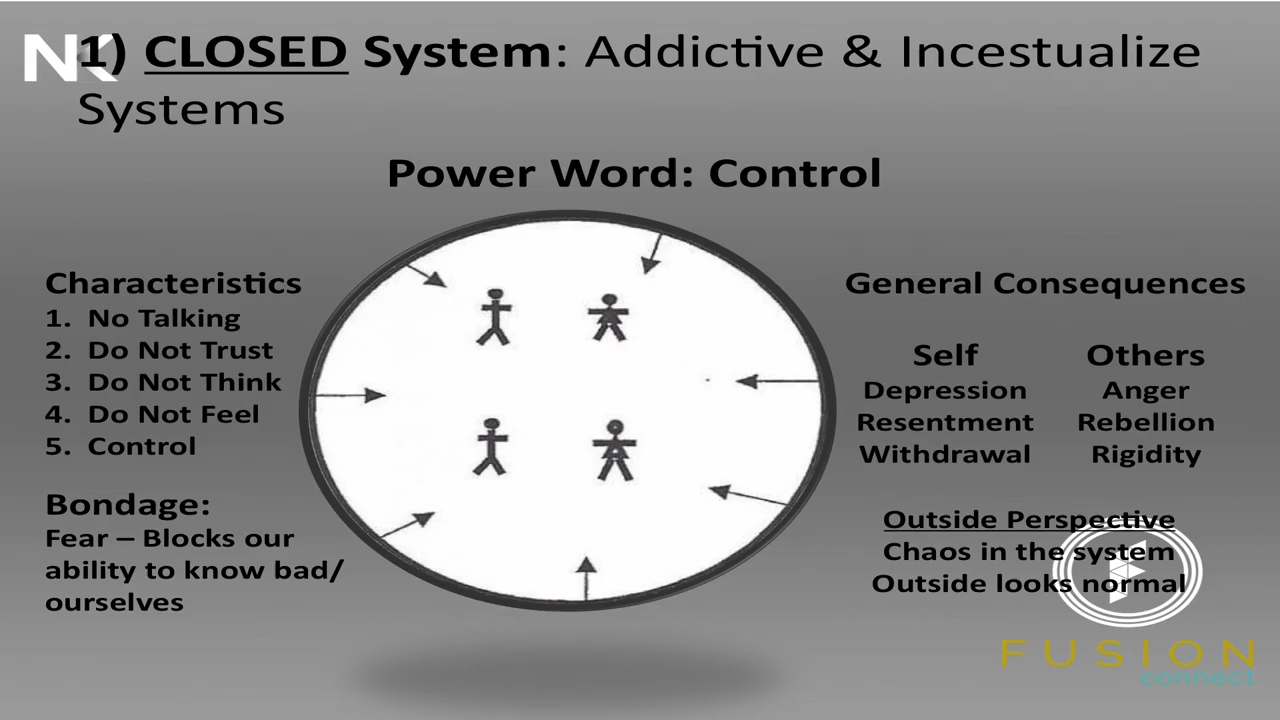 NK
1) CLOSED System: Addictive & Incestualize
Systems
Power Word: Control
Characteristics
1. No Talking
2. Do Not Trust
3. Do Not Think
4. Do Not Feel
5. Control
Bondage:
Fear – Blocks our
ability to know bad/
ourselves
General Consequences
Self Others
Depression Anger
Resentment Rebellion
Withdrawal Rigidity
Outside Perspective
Chaos in the system
Outside looks normal
FUSION
connect